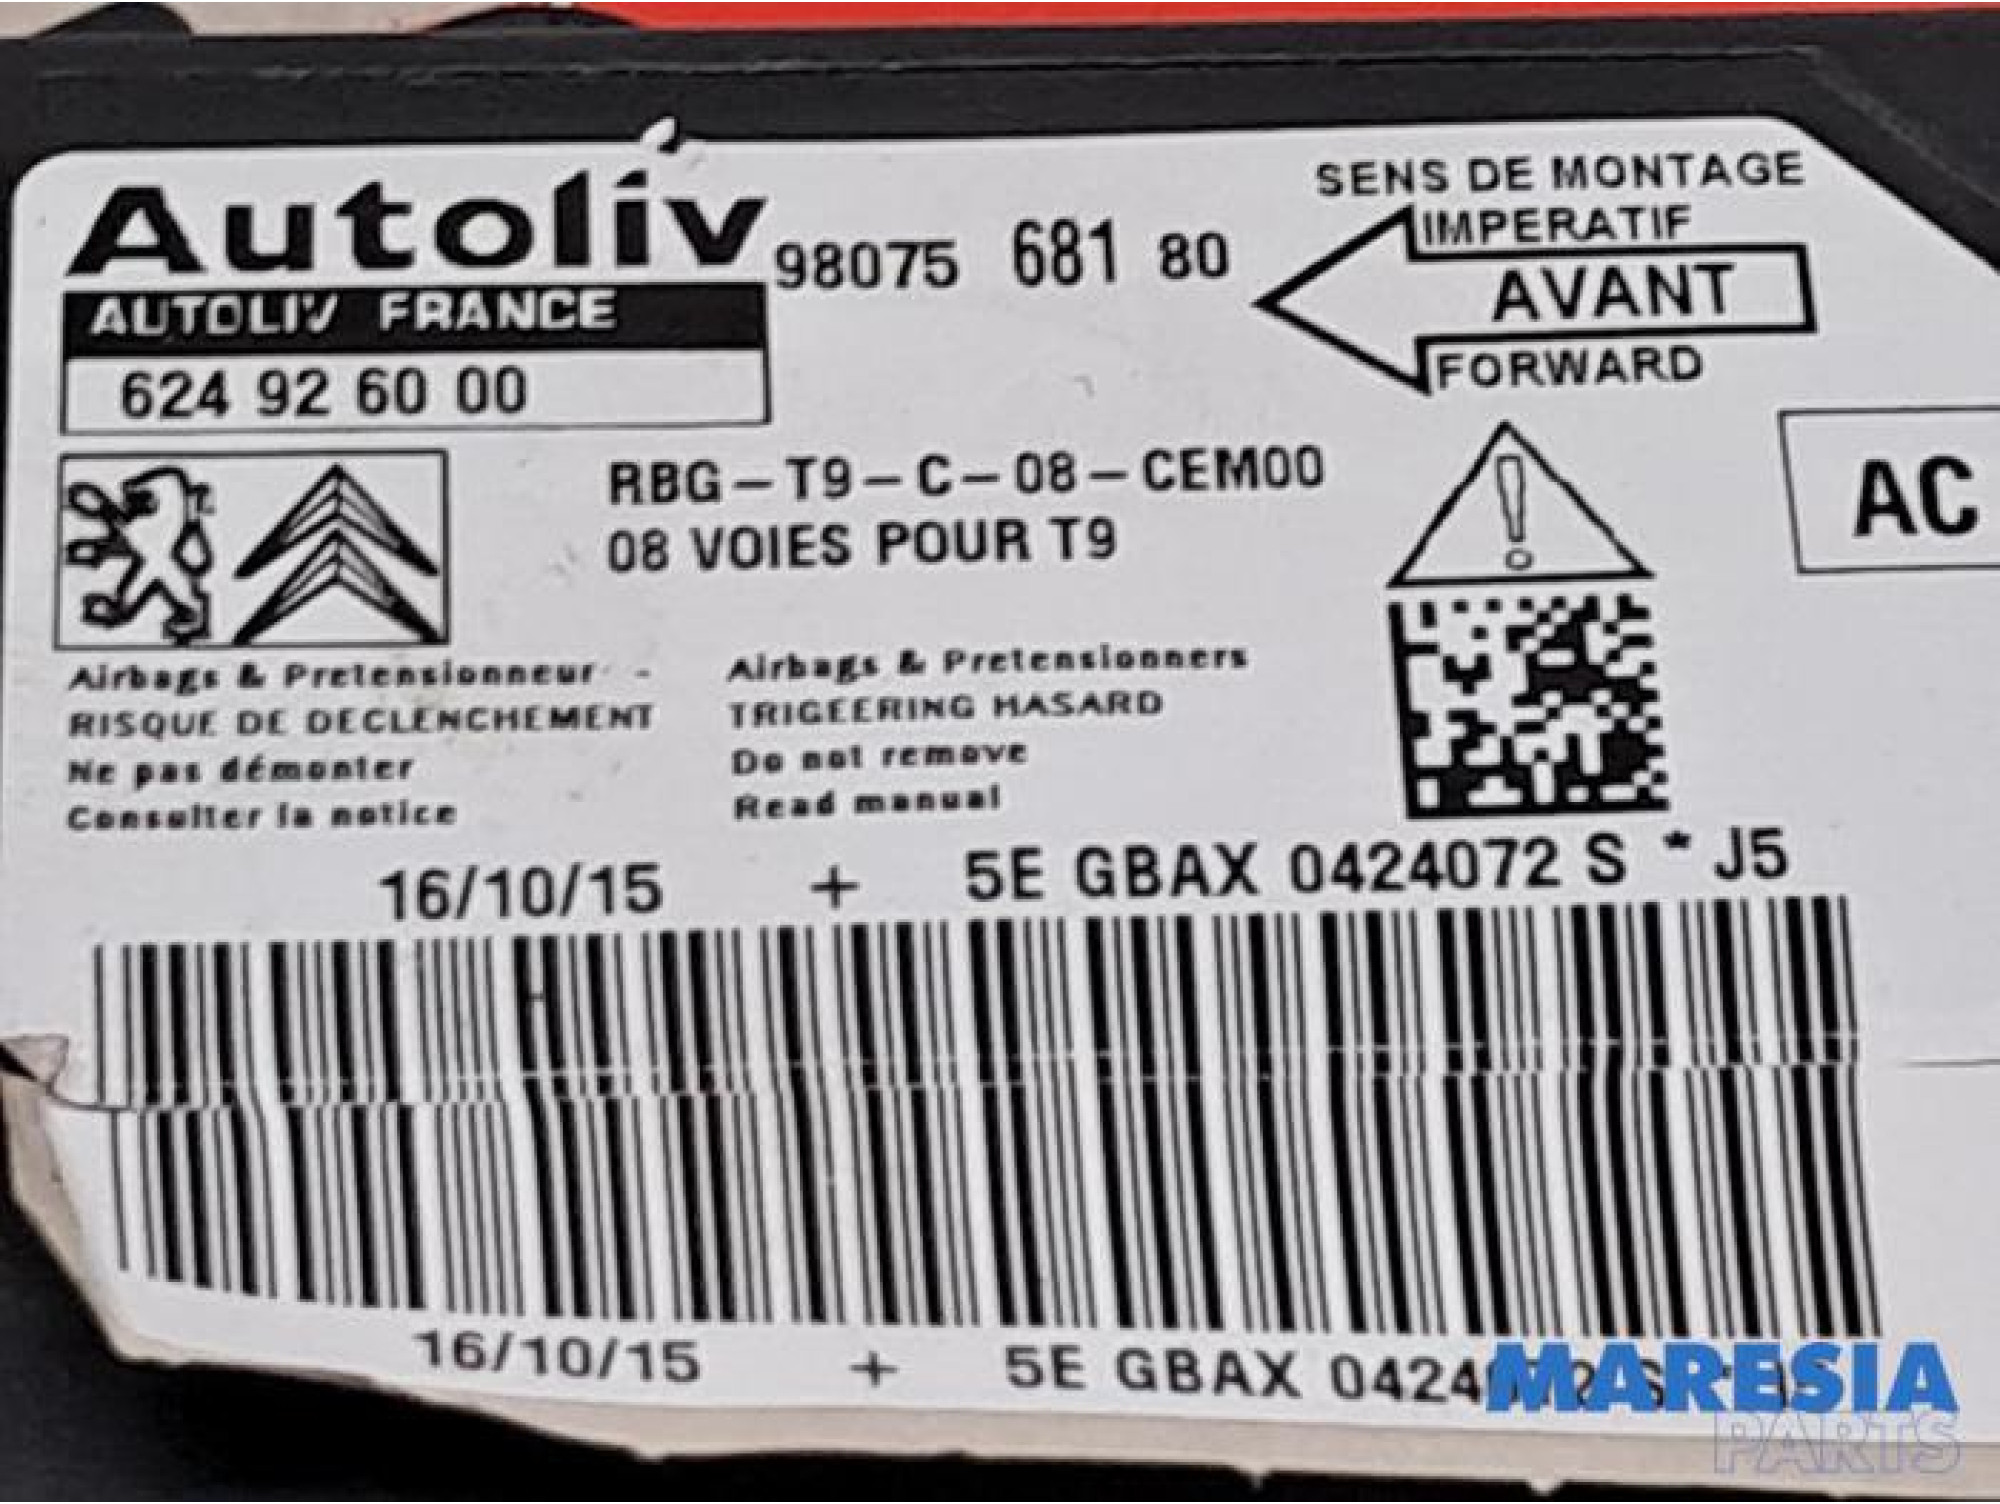 Autoliv
98075 681 80
SENS DE MONTAGE
IMPERATIF
AVANT
FORWARD
AUTOLIV FRANCE
624 92 60 00
AC
RBG-T9-C-08-CEM00
08 VOIES POUR T9
Airbags & Pretensionneur -
RISQUE DE DECLENCHEMENT
Ne pas démonter
Consulter la notice
Airbags & Pretensionners
TRIGEERING HASARD
Do not remove
Read manual
16/10/15 + 5E GBAX 0424072 S * J5
16/10/15 + 5E GBAX 0424
MARESIA
PARTS